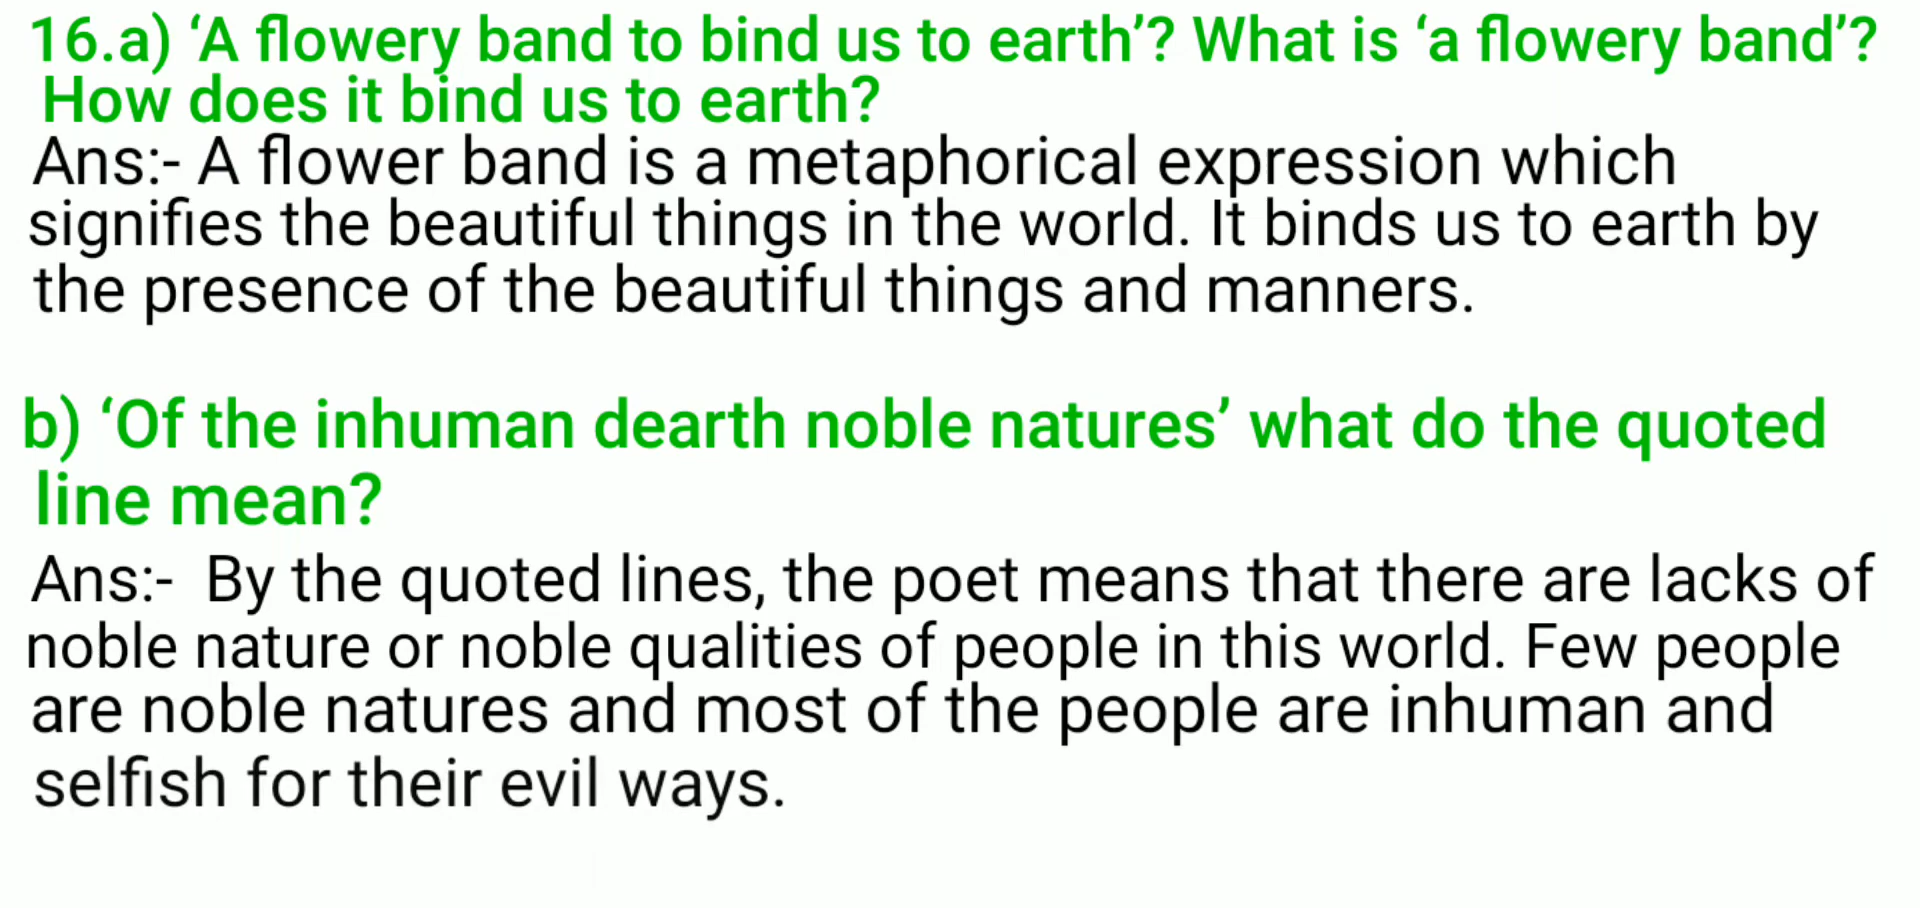 16.a) ‘A flowery band to bind us to earth’? What is ‘a flowery band’?
How does it bind us to earth?
Ans:- A flower band is a metaphorical expression which
signifies the beautiful things in the world. It binds us to earth by
the presence of the beautiful things and manners.
b) ‘Of the inhuman dearth noble natures’ what do the quoted
line mean?
Ans:- By the quoted lines, the poet means that there are lacks of
noble nature or noble qualities of people in this world. Few people
are noble natures and most of the people are inhuman and
selfish for their evil ways.